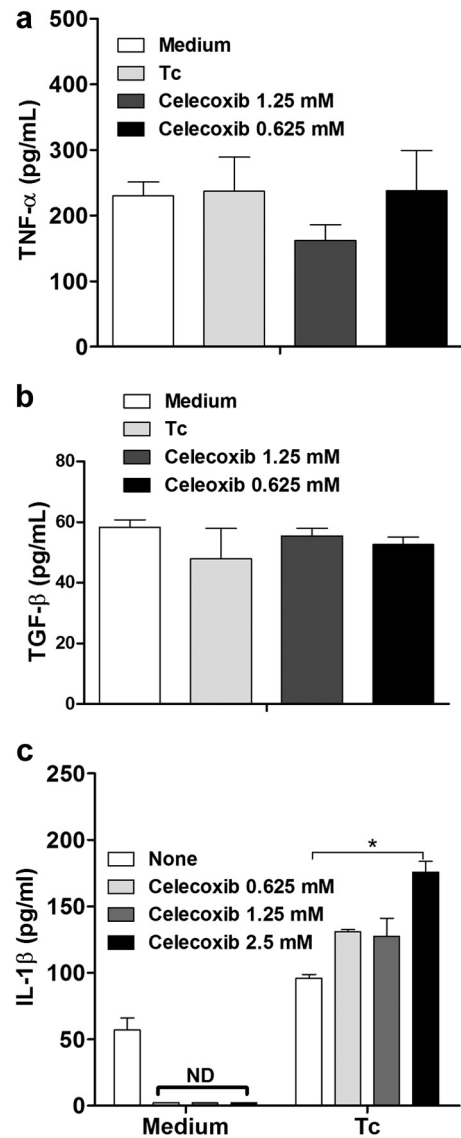 a
500
400
300
200
100
0
TNF-α (pg/mL)
Medium
Tc
Celecoxib 1.25 mM
Celecoxib 0.625 mM
b
Medium
Tc
Celecoxib 1.25 mM
Celeoxib 0.625 mM
80
60
40
20
0
TGF-β (pg/mL)
c
250
200
150
100
50
0
IL-1β (pg/ml)
None
Celecoxib 0.625 mM
Celecoxib 1.25 mM
Celecoxib 2.5 mM
*
ND
Medium Tc